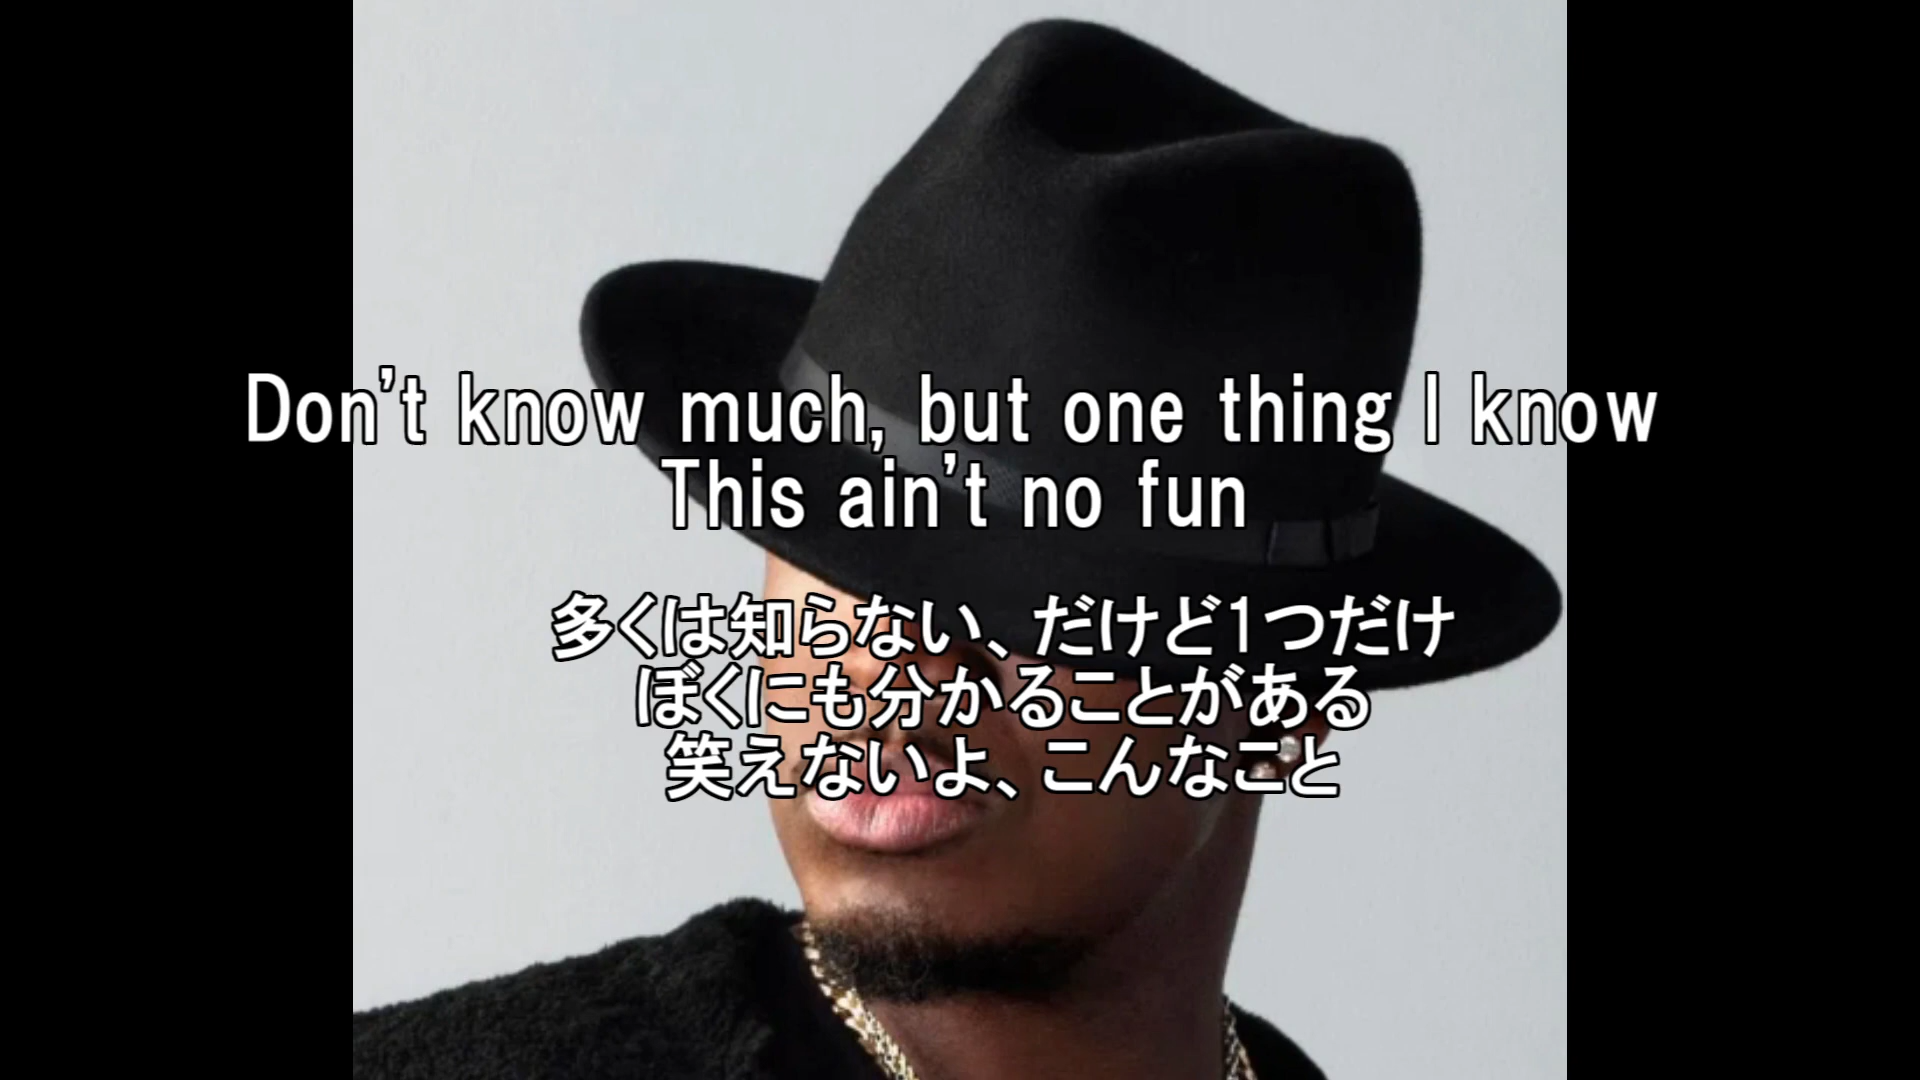 Don't know much, but one thing I know
This ain't no fun
多くは知らない、だけど1つだけ
ぼくにも分かることがある
笑えないよ、こんなこと